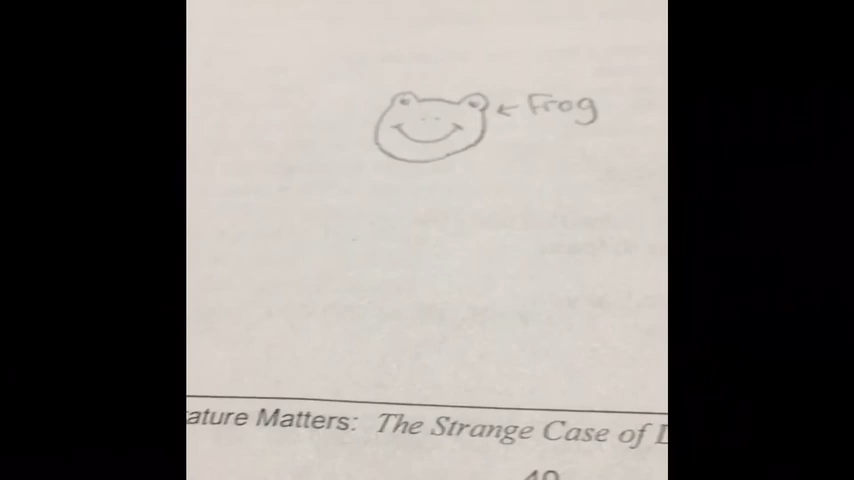 ← Frog
ature Matters: The Strange Case of